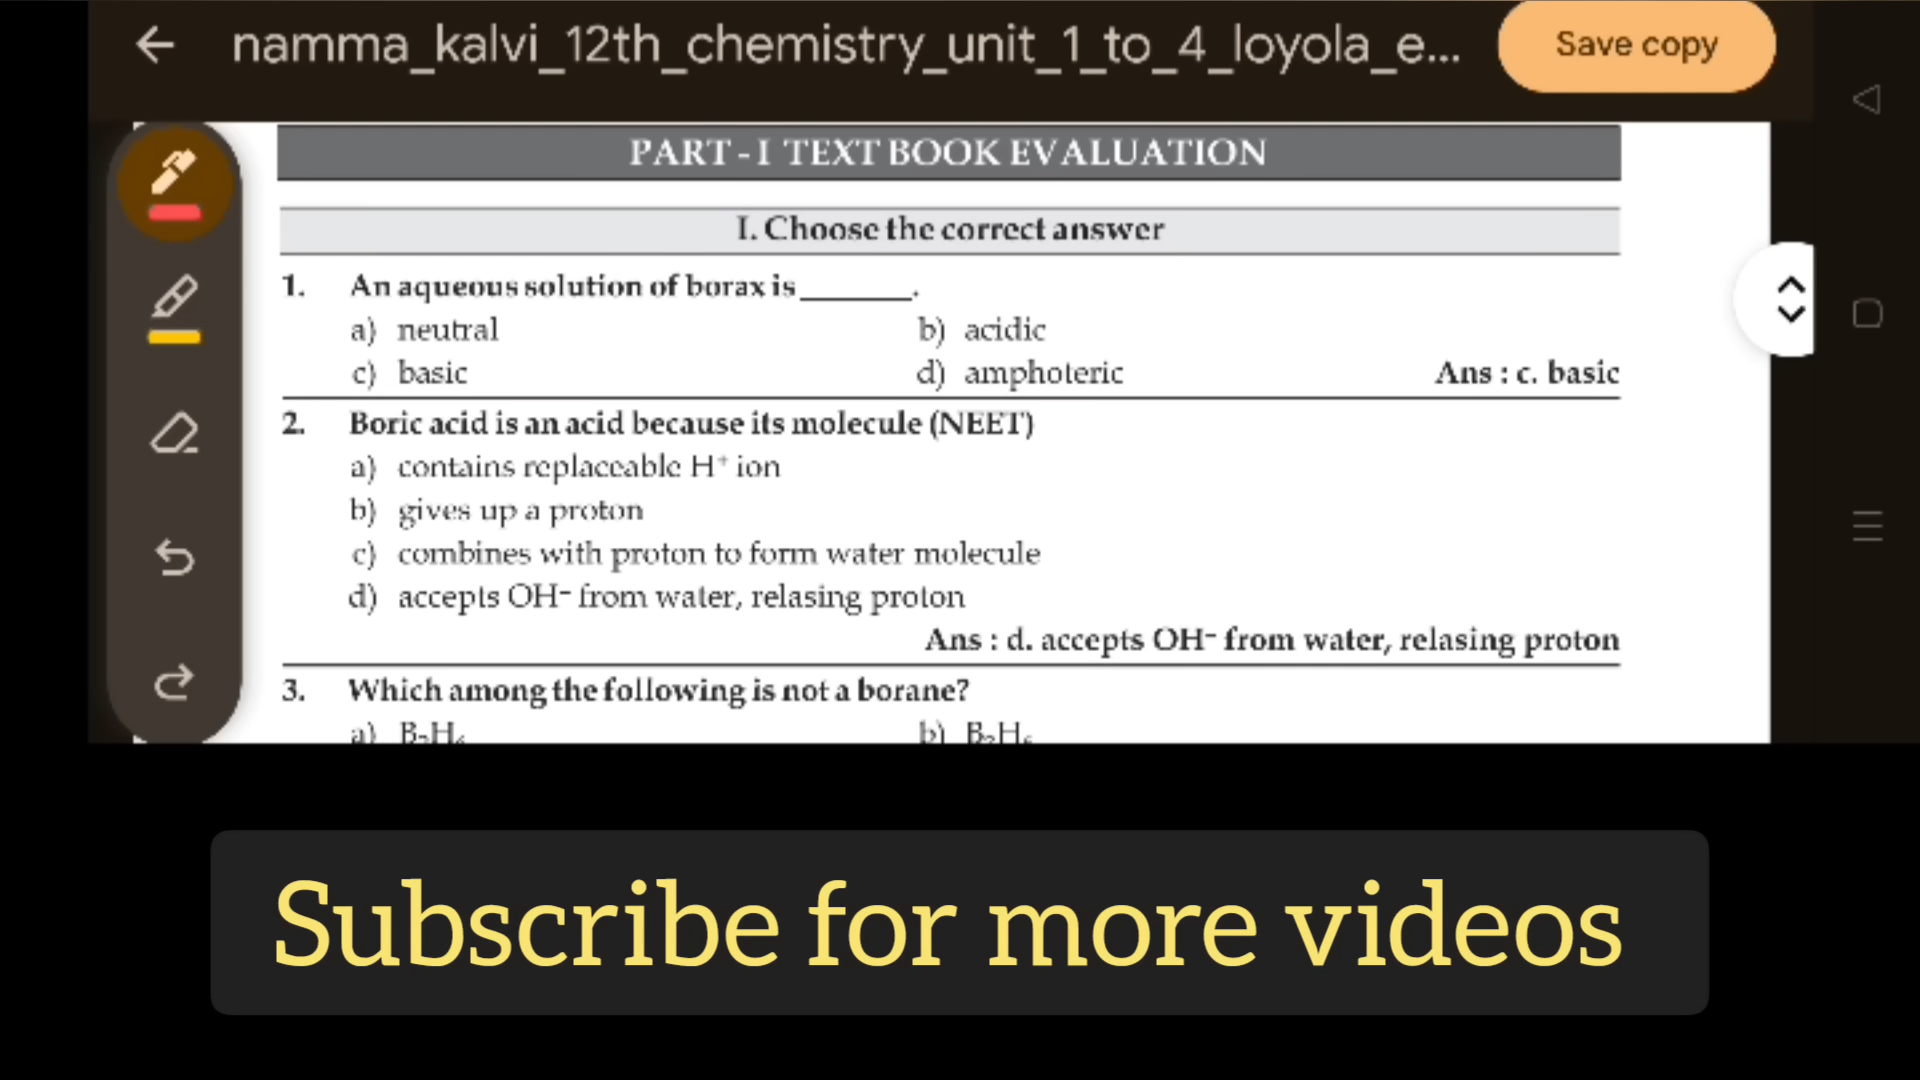 namma_kalvi_12th_chemistry_unit_1_to_4_loyola_e...
Save copy
PART - I TEXT BOOK EVALUATION
I. Choose the correct answer
1. An aqueous solution of borax is _______.
a) neutral b) acidic
c) basic d) amphoteric Ans : c. basic
2. Boric acid is an acid because its molecule (NEET)
a) contains replaceable H⁺ ion
b) gives up a proton
c) combines with proton to form water molecule
d) accepts OH⁻ from water, relasing proton
Ans : d. accepts OH⁻ from water, relasing proton
3. Which among the following is not a borane?
a) b)
Subscribe for more videos